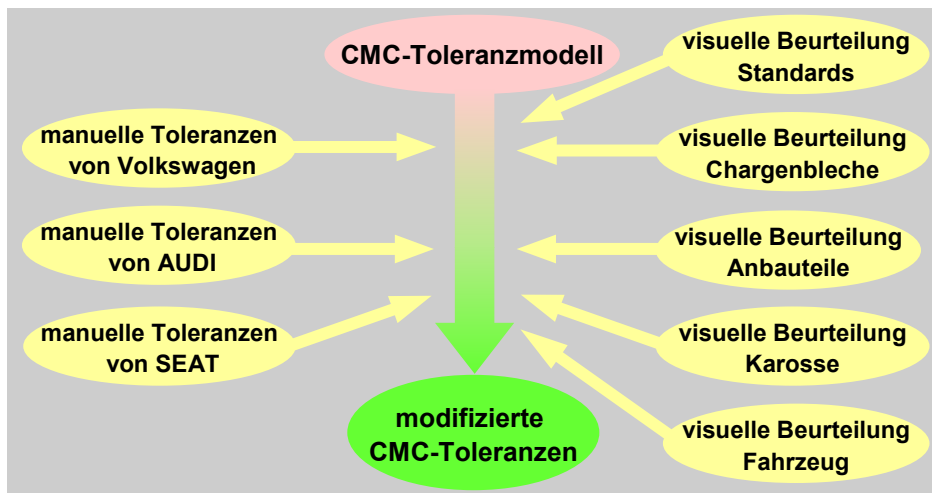 CMC-Toleranzmodell
manuelle Toleranzen
von Volkswagen
manuelle Toleranzen
von AUDI
manuelle Toleranzen
von SEAT
visuelle Beurteilung
Standards
visuelle Beurteilung
Chargenbleche
visuelle Beurteilung
Anbauteile
visuelle Beurteilung
Karosse
visuelle Beurteilung
Fahrzeug
modifizierte
CMC-Toleranzen